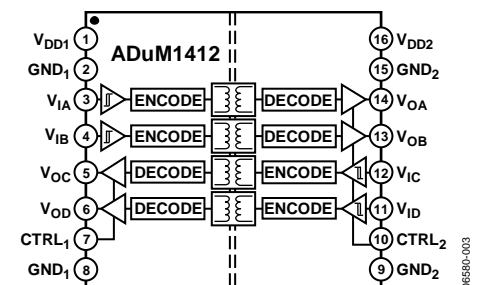 ADuM1412
VDD1 1
GND1 2
VIA 3 ENCODE DECODE 14 VOA
VIB 4 ENCODE DECODE 13 VOB
VOC 5 DECODE ENCODE 12 VIC
VOD 6 DECODE ENCODE 11 VID
CTRL1 7
GND1 8
16 VDD2
15 GND2
10 CTRL2
9 GND2
06580-003